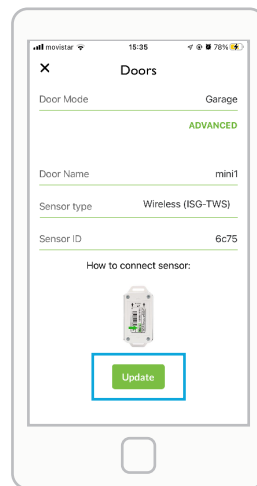 movistar 15:35 78%
× Doors
Door Mode Garage
ADVANCED
Door Name mini1
Sensor type Wireless (ISG-TWS)
Sensor ID 6c75
How to connect sensor:
Update